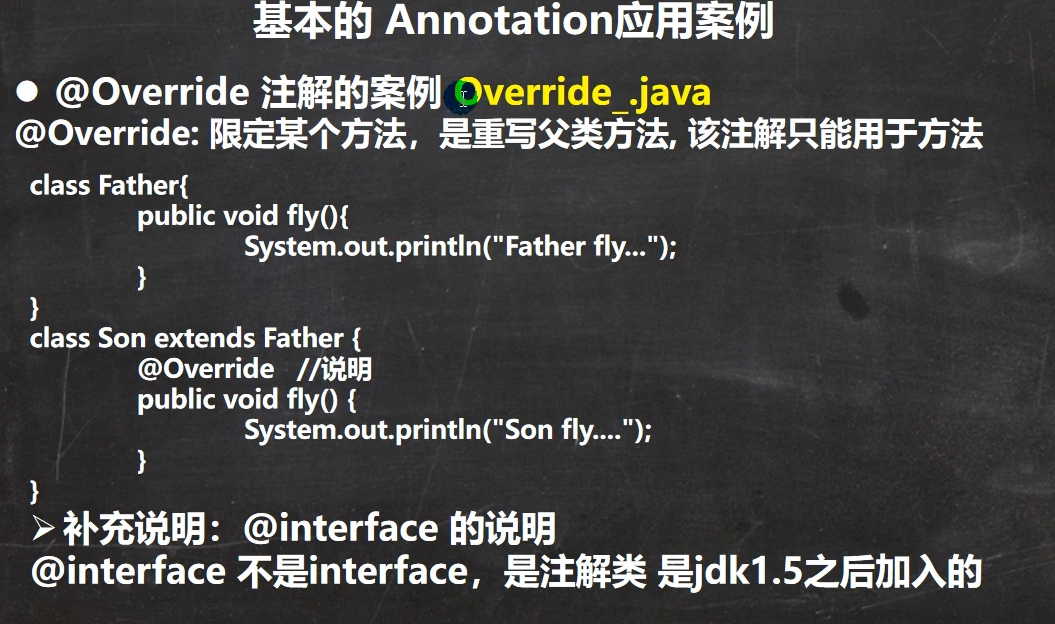 基本的 Annotation应用案例
● @Override 注解的案例 Override_.java
@Override: 限定某个方法，是重写父类方法, 该注解只能用于方法
class Father{
public void fly(){
System.out.println("Father fly...");
}
}
class Son extends Father {
@Override //说明
public void fly() {
System.out.println("Son fly....");
}
}
➢ 补充说明：@interface 的说明
@interface 不是interface，是注解类 是jdk1.5之后加入的